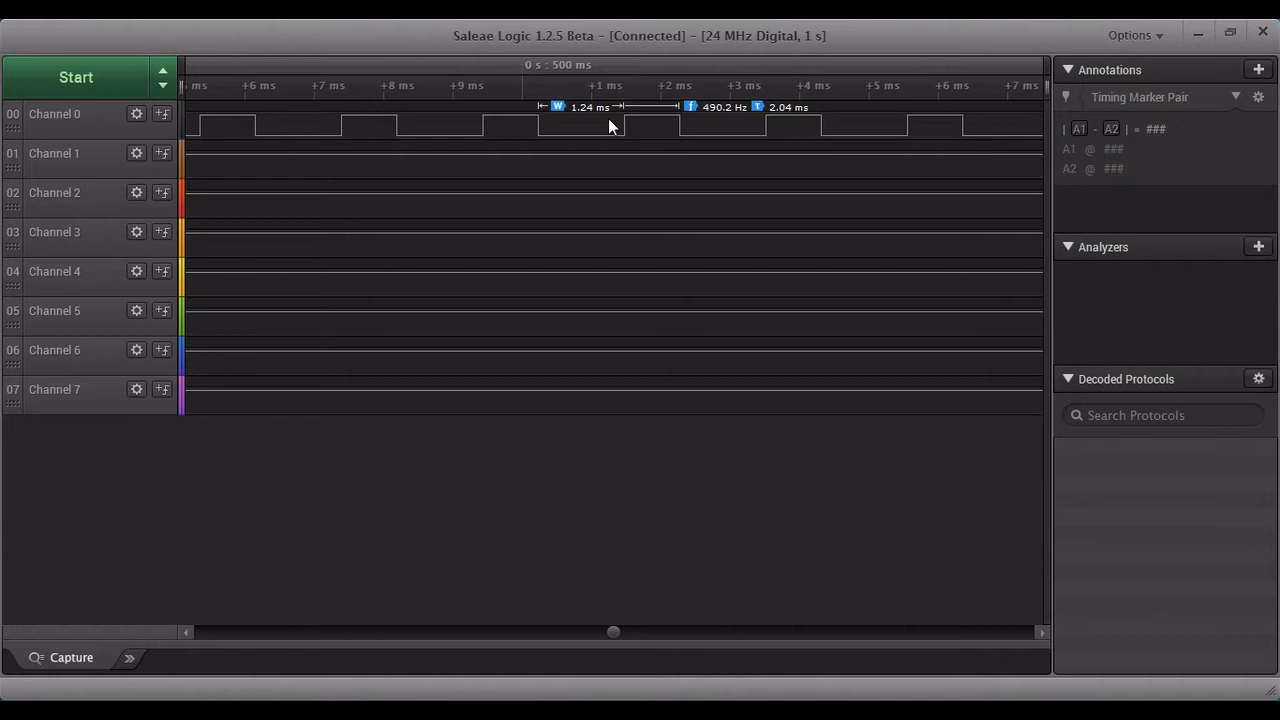 Saleae Logic 1.2.5 Beta - [Connected] - [24 MHz Digital, 1 s]
Options
Start
0 s : 500 ms
ms +6 ms +7 ms +8 ms +9 ms +1 ms +2 ms +3 ms +4 ms +5 ms +6 ms +7 ms
W 1.24 ms f 490.2 Hz T 2.04 ms
00 Channel 0
01 Channel 1
02 Channel 2
03 Channel 3
04 Channel 4
05 Channel 5
06 Channel 6
07 Channel 7
Capture
Annotations
Timing Marker Pair
| A1 - A2 | = ###
A1 @ ###
A2 @ ###
Analyzers
Decoded Protocols
Search Protocols